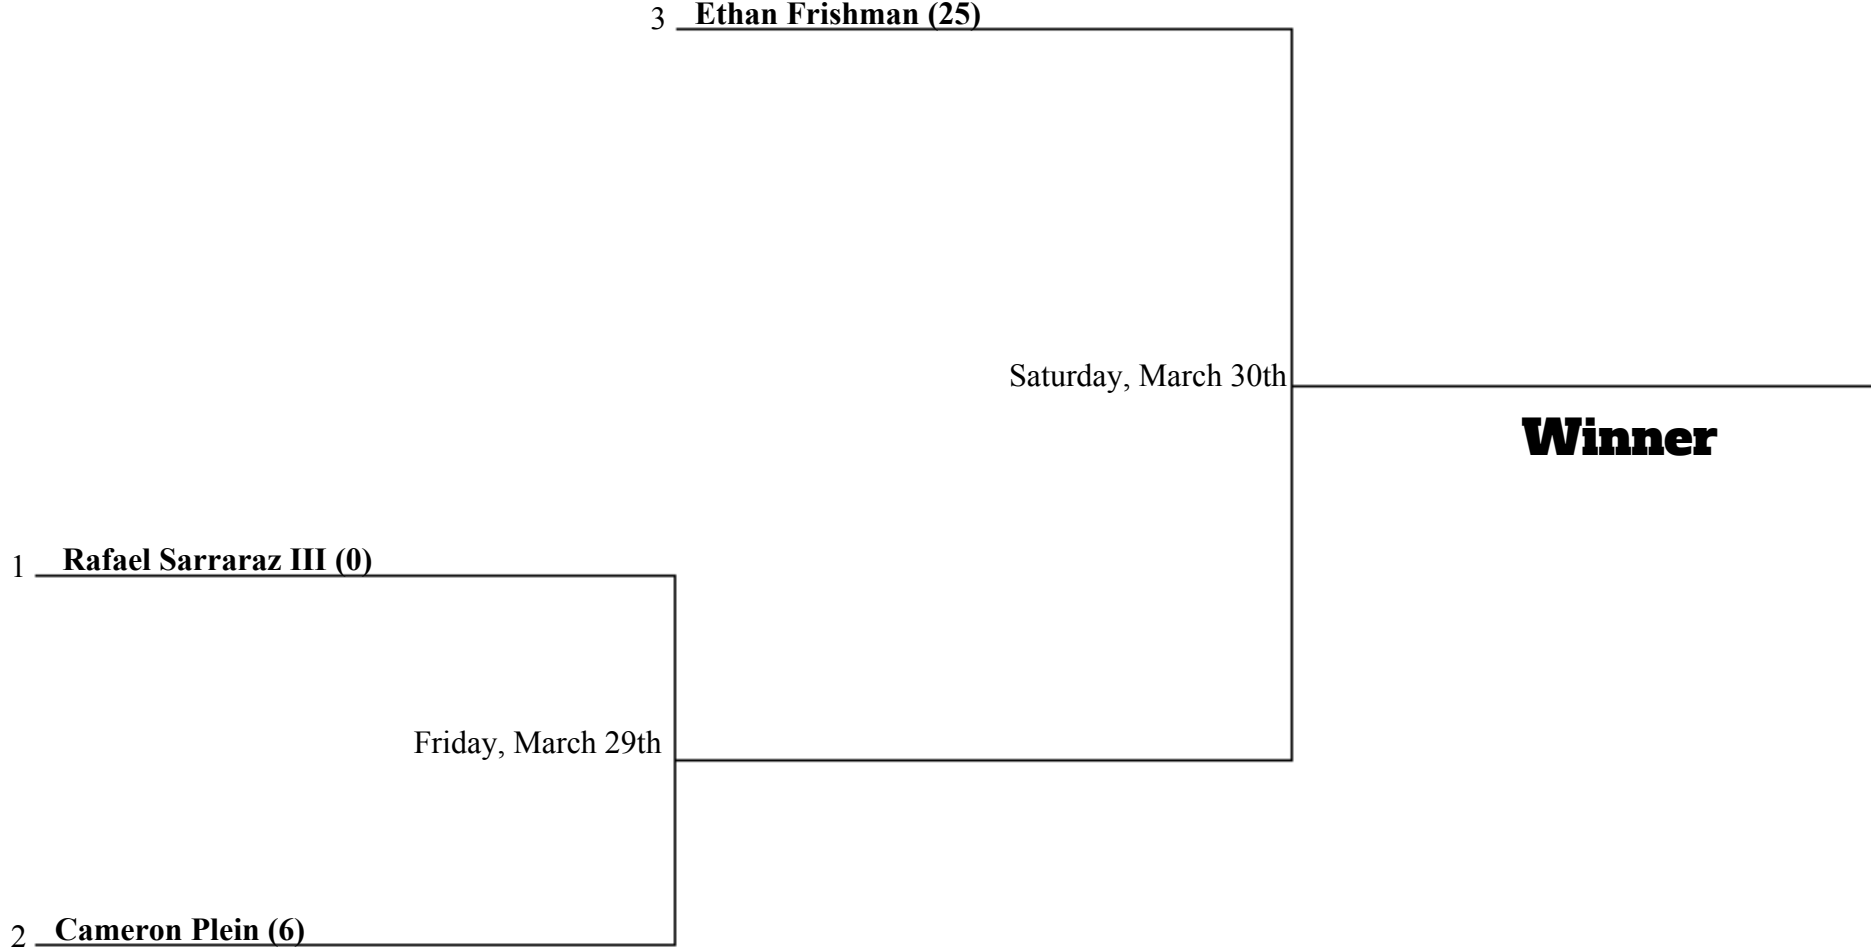 3 Ethan Frishman (25)
Saturday, March 30th
Winner
1 Rafael Sarraraz III (0)
Friday, March 29th
2 Cameron Plein (6)